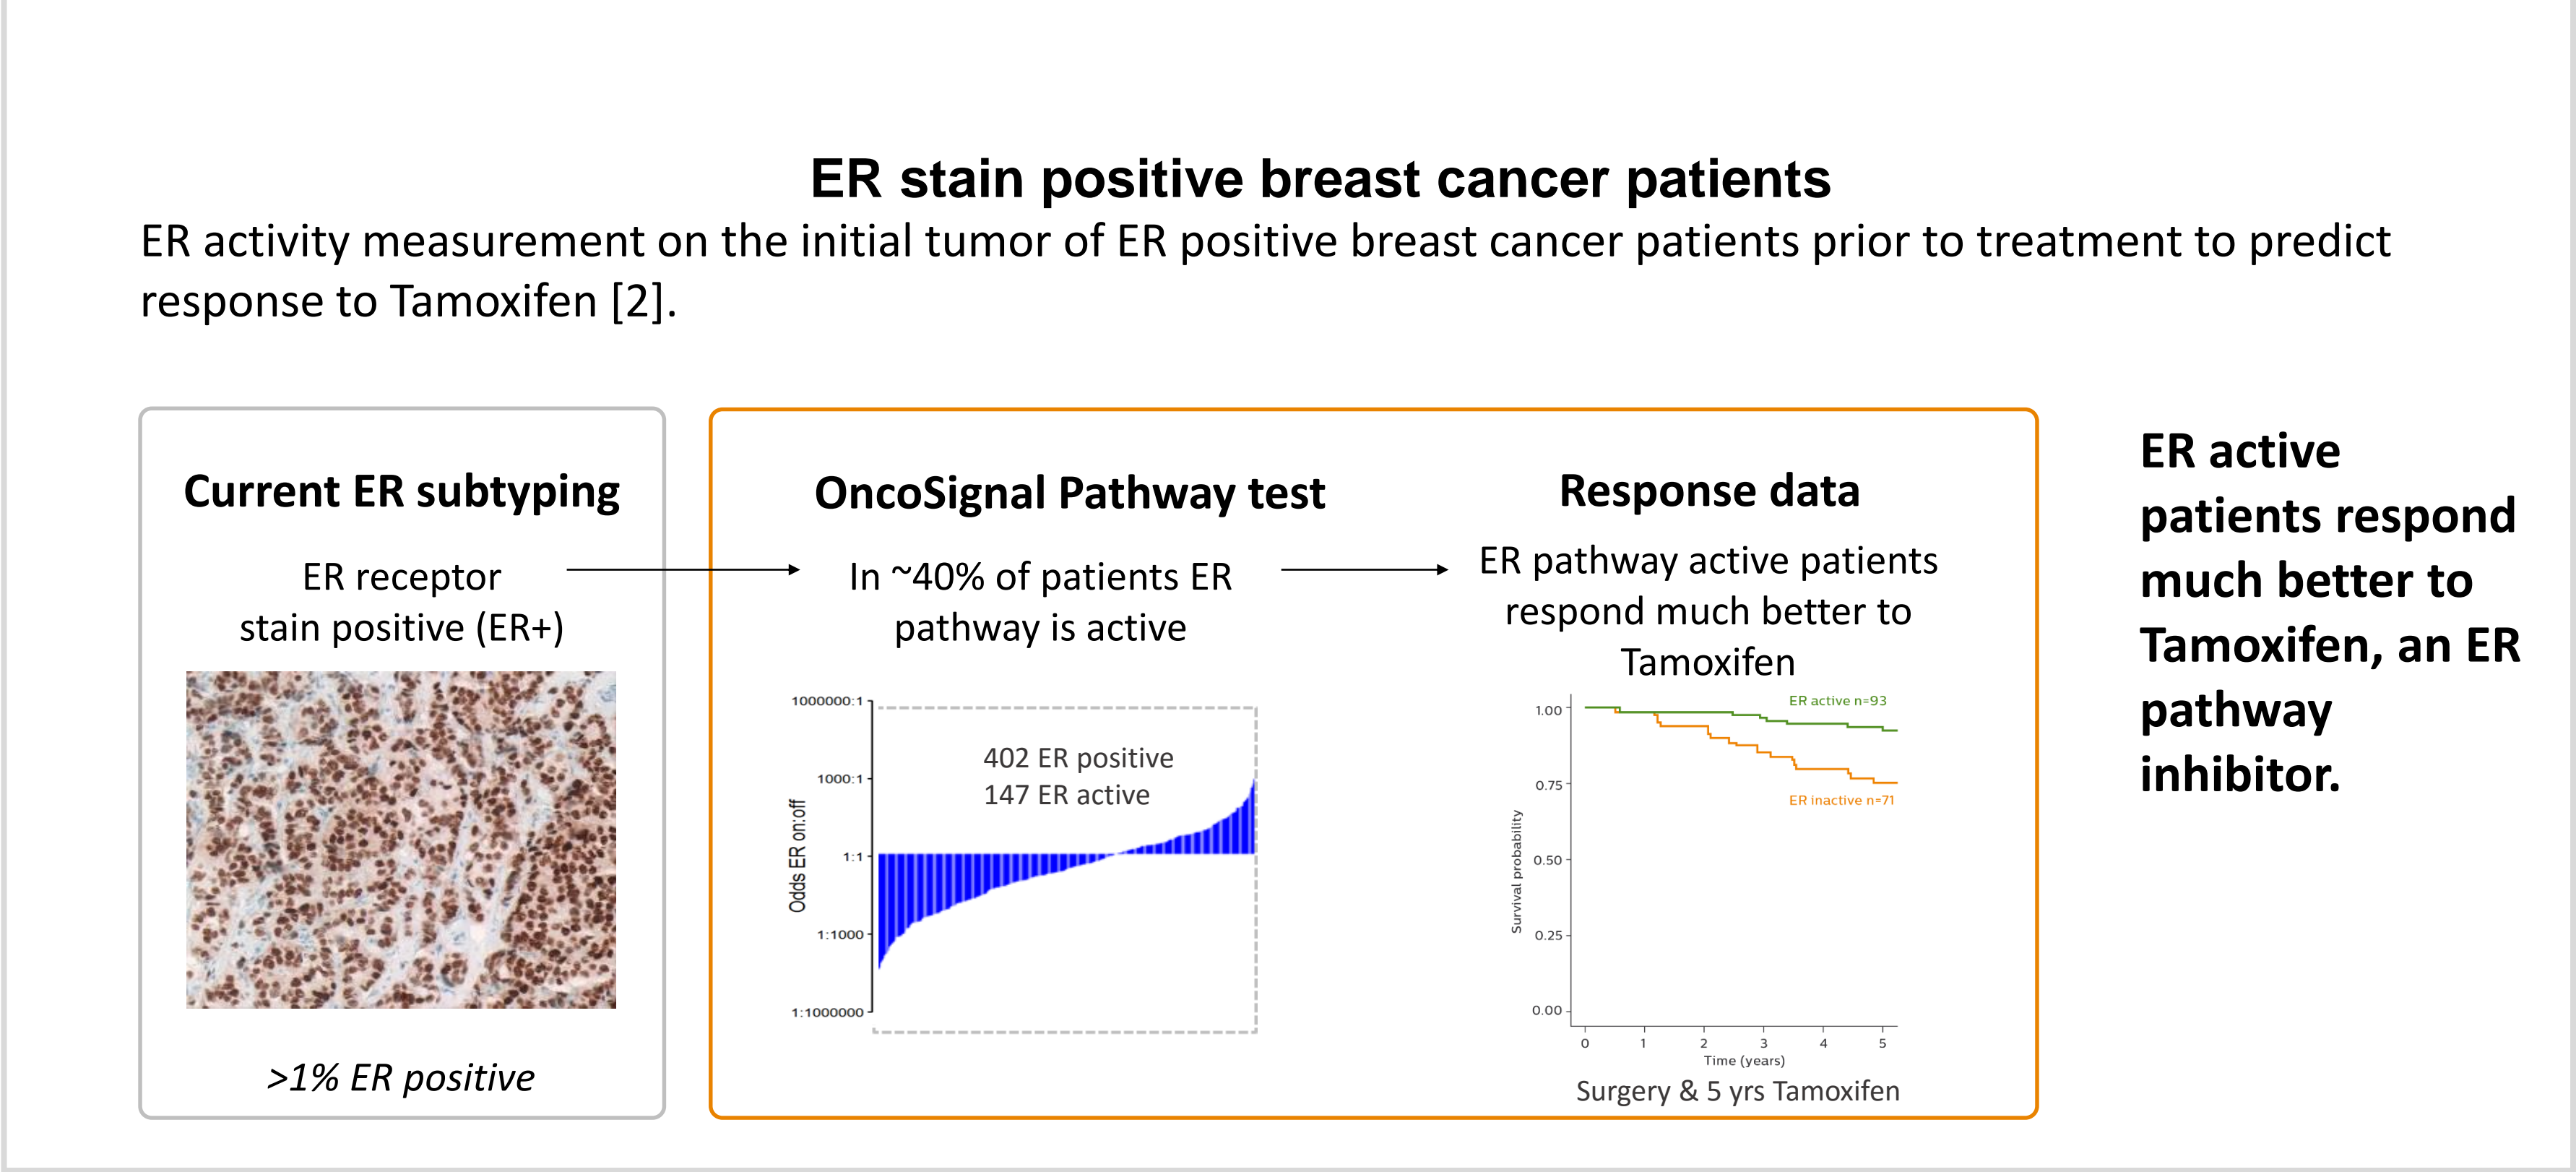 ER stain positive breast cancer patients
ER activity measurement on the initial tumor of ER positive breast cancer patients prior to treatment to predict
response to Tamoxifen [2].
Current ER subtyping
ER receptor
stain positive (ER+)
>1% ER positive
OncoSignal Pathway test
In ~40% of patients ER
pathway is active
1000000:1
1000:1
1:1
1:1000
1:1000000
Odds ER on:off
402 ER positive
147 ER active
Response data
ER pathway active patients
respond much better to
Tamoxifen
ER active n=93
ER inactive n=71
1.00
0.75
0.50
0.25
0.00
Survival probability
0 1 2 3 4 5
Time (years)
Surgery & 5 yrs Tamoxifen
ER active
patients respond
much better to
Tamoxifen, an ER
pathway
inhibitor.